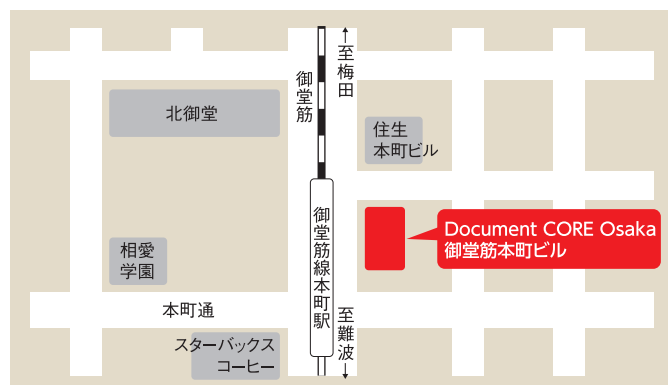 至梅田
御堂筋
北御堂
住生
本町ビル
Document CORE Osaka
御堂筋本町ビル
御堂筋線本町駅
相愛
学園
本町通
至難波
スターバックス
コーヒー